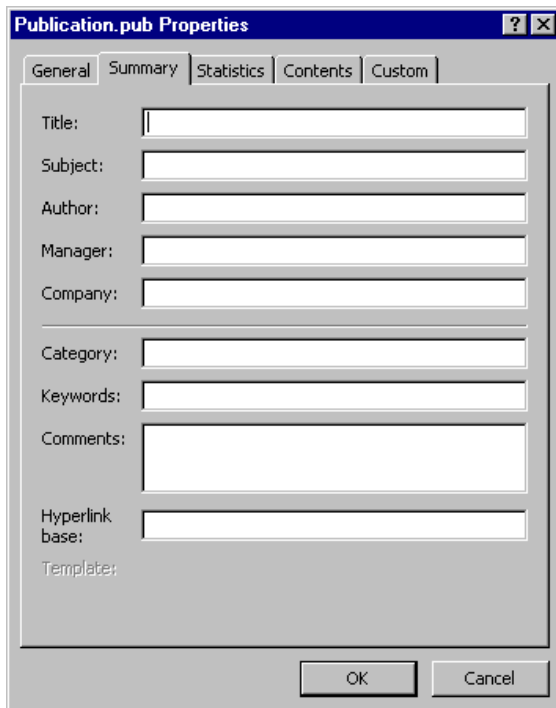 Publication.pub Properties
General Summary Statistics Contents Custom
Title:
Subject:
Author:
Manager:
Company:
Category:
Keywords:
Comments:
Hyperlink
base:
Template:
OK Cancel